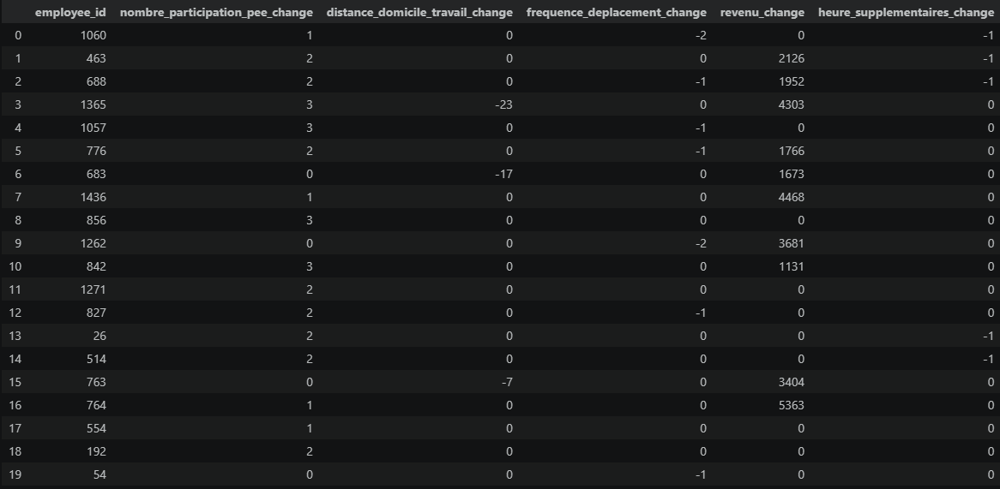 employee_id nombre_participation_pee_change distance_domicile_travail_change frequence_deplacement_change revenu_change heure_supplementaires_change
0 1060 1 0 -2 0 -1
1 463 2 0 0 2126 -1
2 688 2 0 -1 1952 -1
3 1365 3 -23 0 4303 0
4 1057 3 0 -1 0 0
5 776 2 0 -1 1766 0
6 683 0 -17 0 1673 0
7 1436 1 0 0 4468 0
8 856 3 0 0 0 0
9 1262 0 0 -2 3681 0
10 842 3 0 0 1131 0
11 1271 2 0 0 0 0
12 827 2 0 -1 0 0
13 26 2 0 0 0 -1
14 514 2 0 0 0 -1
15 763 0 -7 0 3404 0
16 764 1 0 0 5363 0
17 554 1 0 0 0 0
18 192 2 0 0 0 0
19 54 0 0 -1 0 0